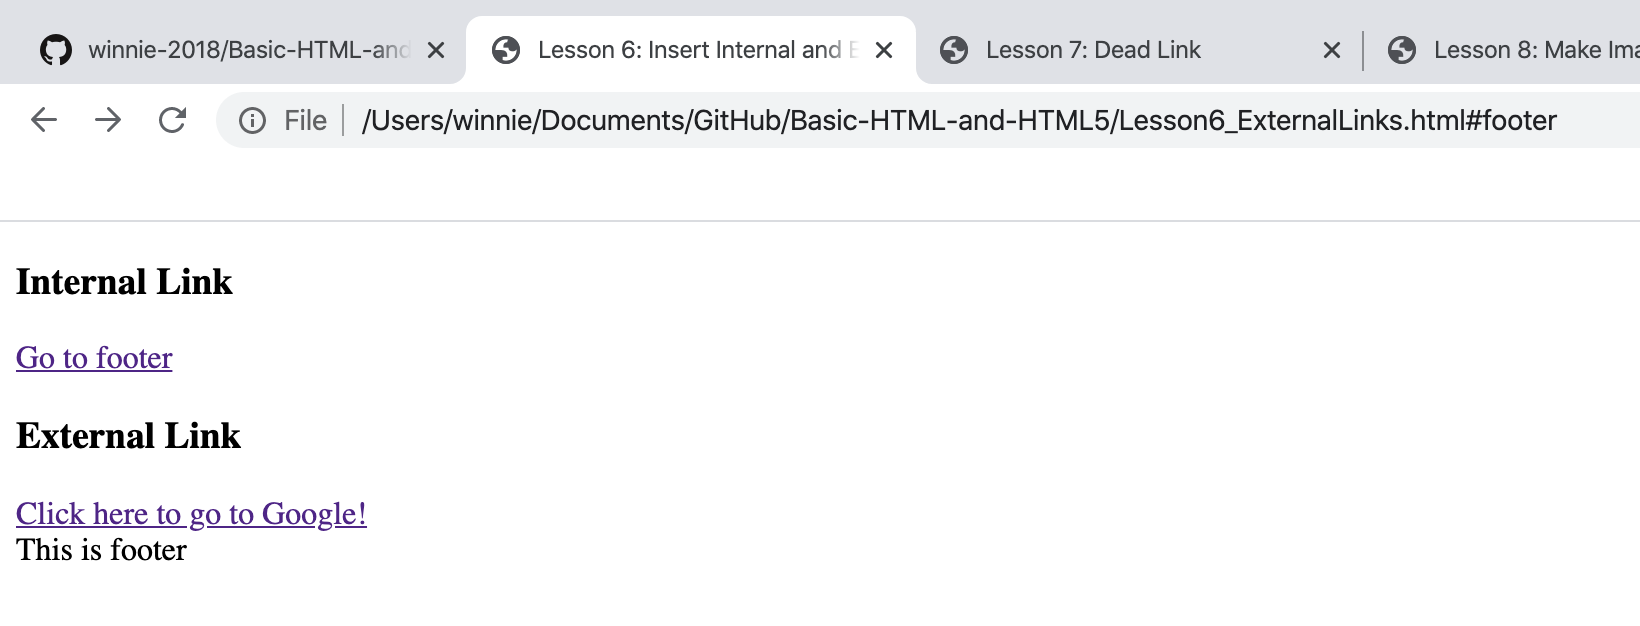 winnie-2018/Basic-HTML-and
Lesson 6: Insert Internal and E
Lesson 7: Dead Link
Lesson 8: Make Ima
File /Users/winnie/Documents/GitHub/Basic-HTML-and-HTML5/Lesson6_ExternalLinks.html#footer
Internal Link
Go to footer
External Link
Click here to go to Google!
This is footer